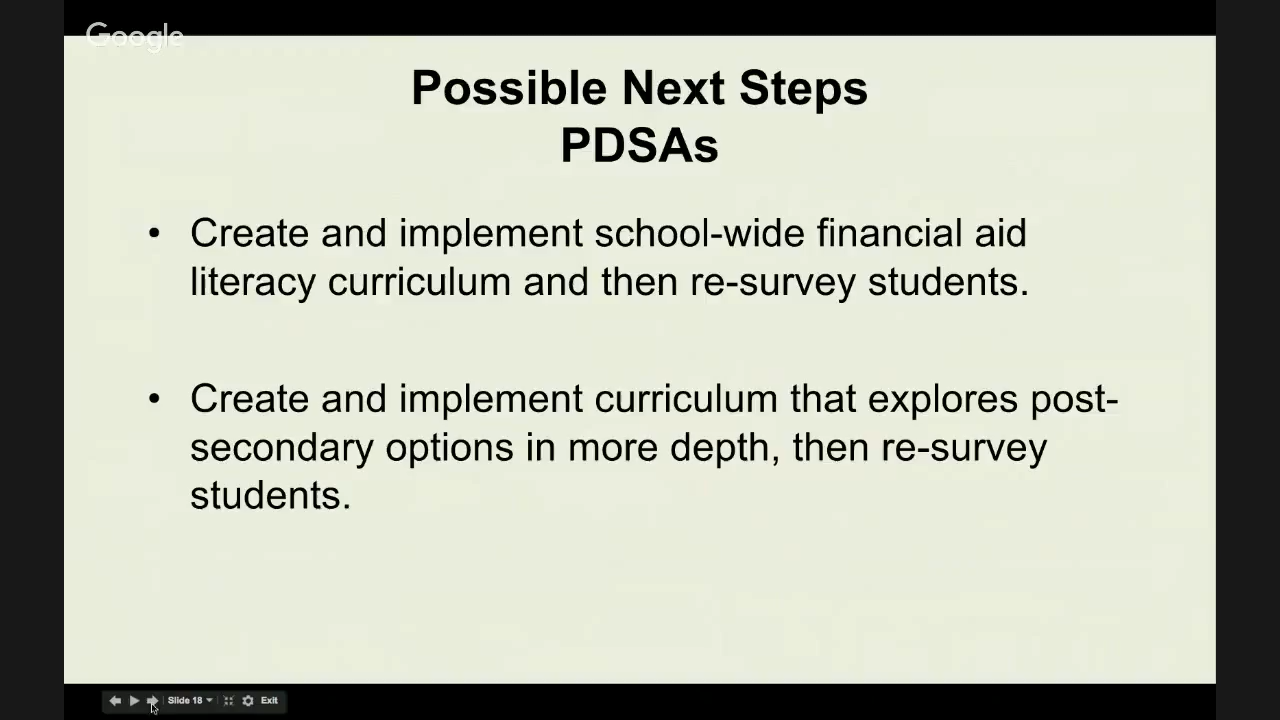 Google
Possible Next Steps
PDSAs
• Create and implement school-wide financial aid
literacy curriculum and then re-survey students.
• Create and implement curriculum that explores post-
secondary options in more depth, then re-survey
students.
Slide 18 Exit